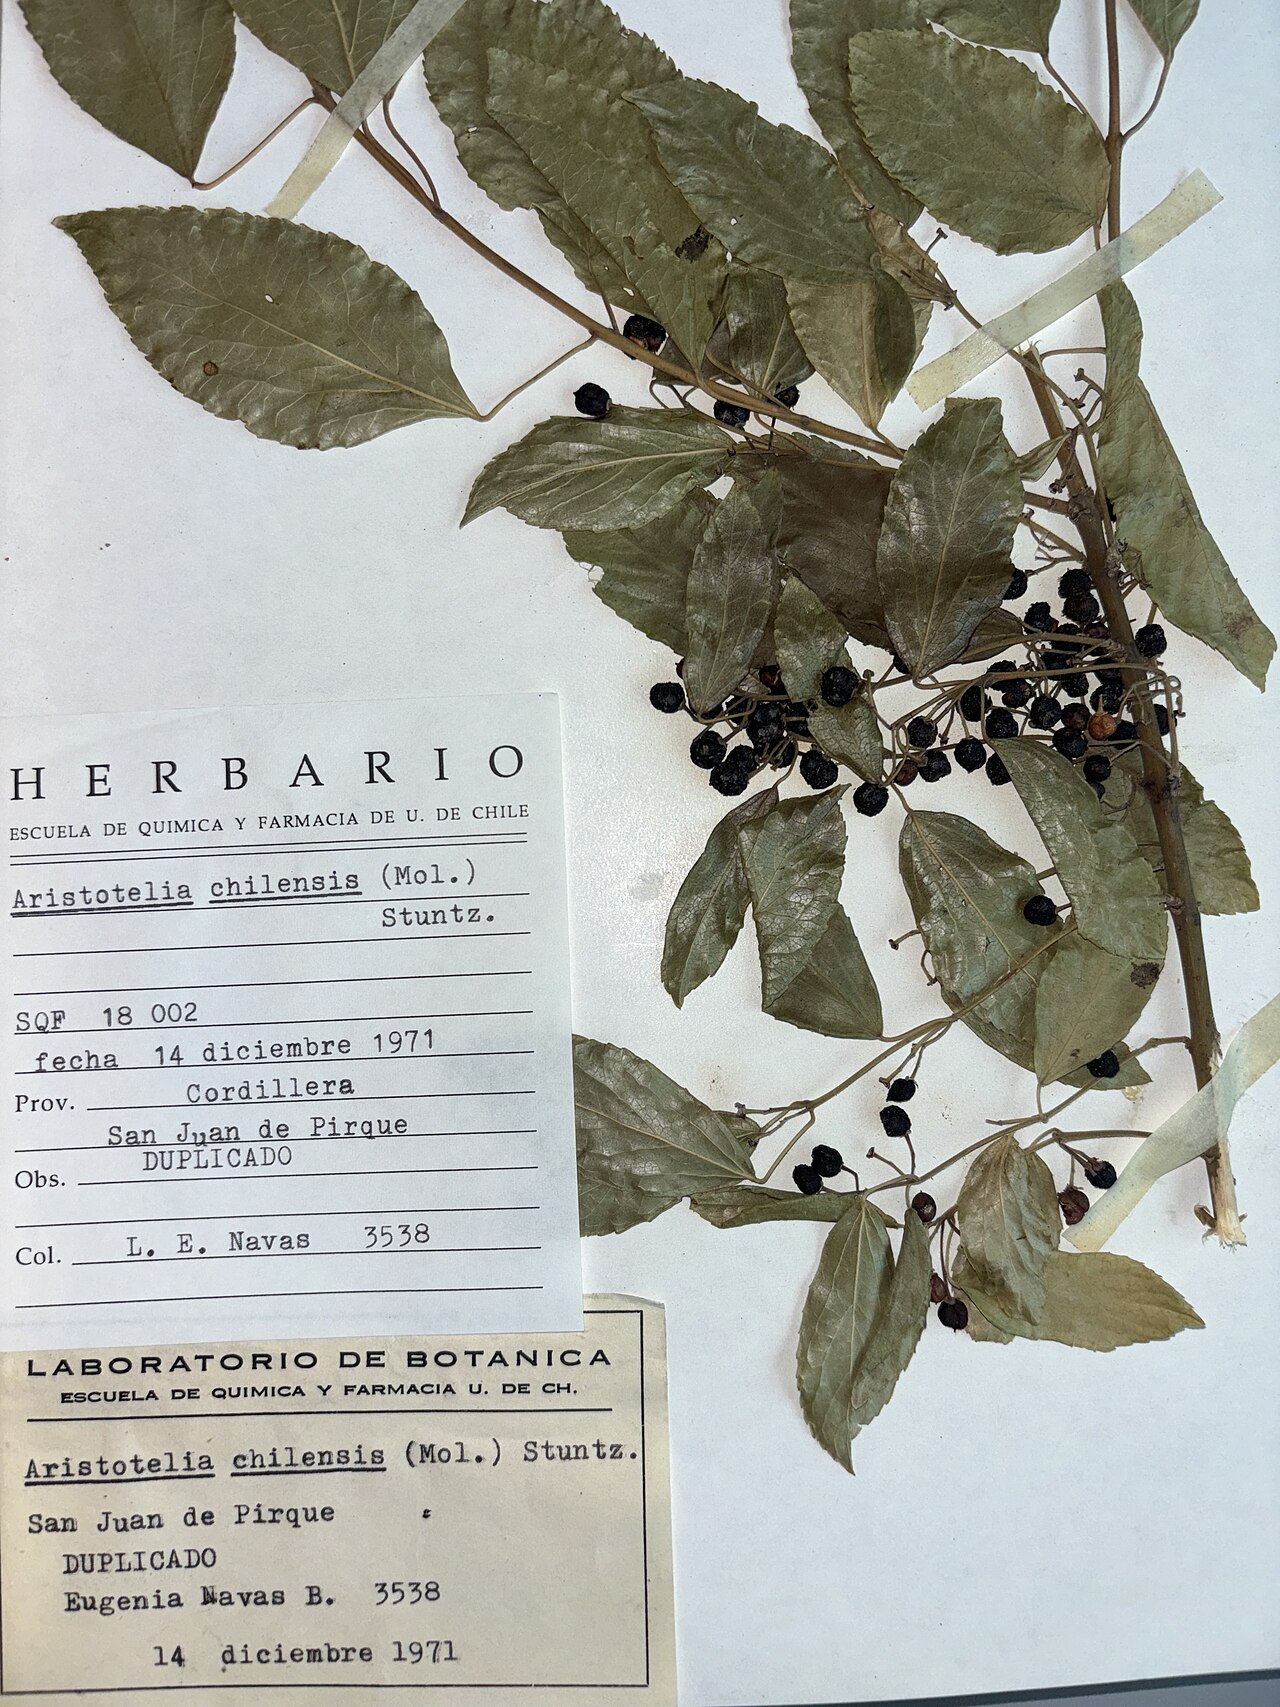 HERBARIO
ESCUELA DE QUIMICA Y FARMACIA DE U. DE CHILE
Aristotelia chilensis (Mol.)
Stuntz.
SQF 18 002
fecha 14 diciembre 1971
Prov. Cordillera
San Juan de Pirque
DUPLICADO
Obs.
Col. L. E. Navas 3538
LABORATORIO DE BOTANICA
ESCUELA DE QUIMICA Y FARMACIA U. DE CH.
Aristotelia chilensis (Mol.) Stuntz.
San Juan de Pirque
DUPLICADO
Eugenia Navas B. 3538
14 diciembre 1971